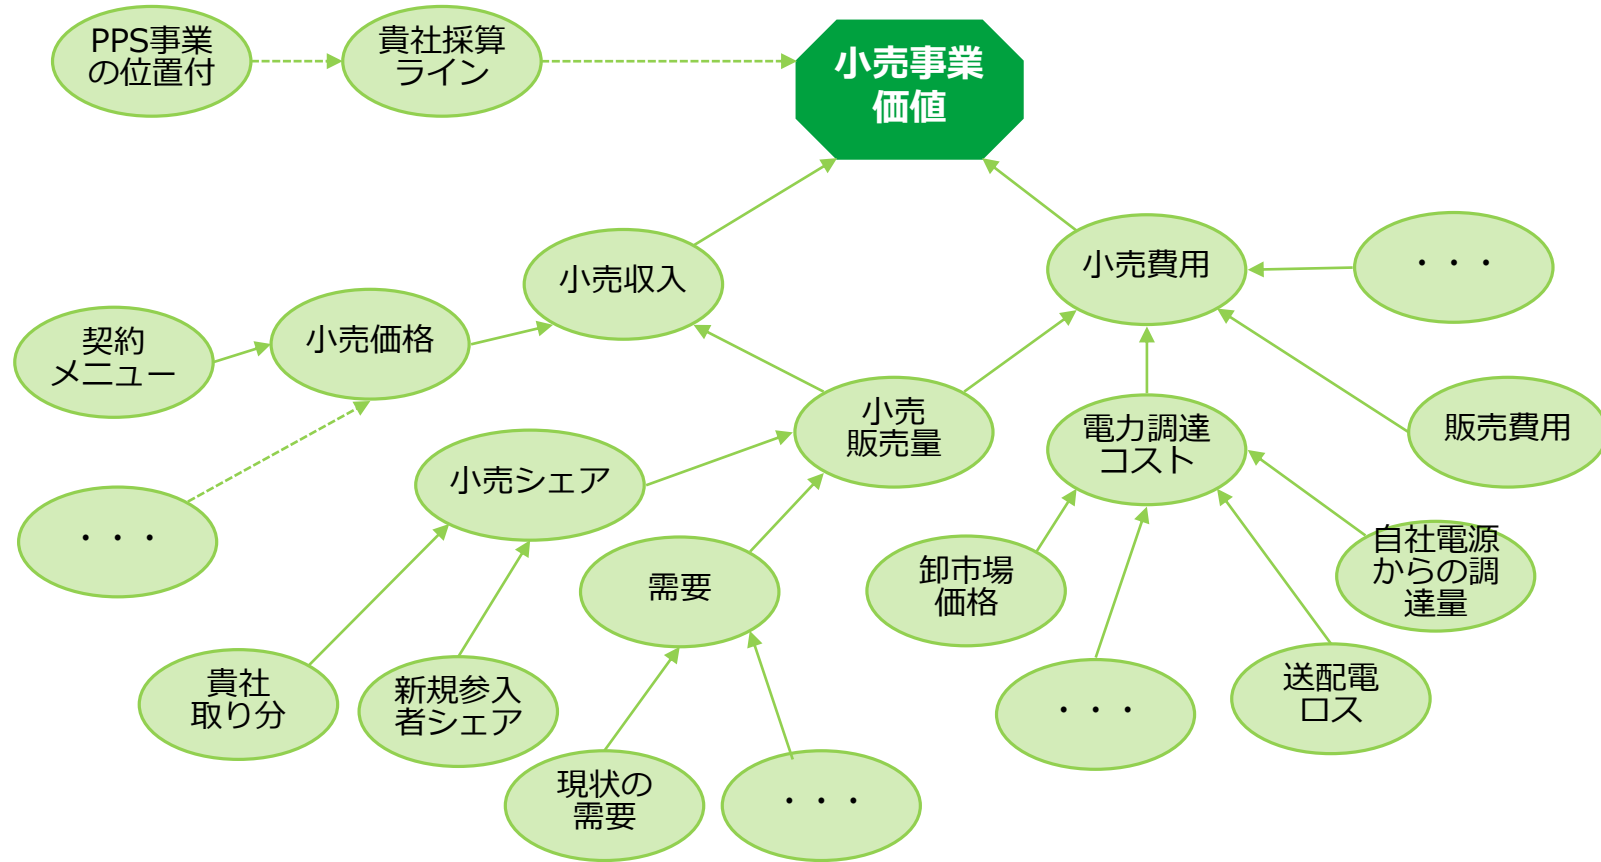 PPS事業
の位置付
貴社採算
ライン
小売事業
価値
小売収入
小売費用
・・・
契約
メニュー
小売価格
小売
販売量
電力調達
コスト
販売費用
・・・
小売シェア
需要
卸市場
価格
自社電源
からの調
達量
貴社
取り分
新規参入
者シェア
・・・
送配電
ロス
現状の
需要
・・・